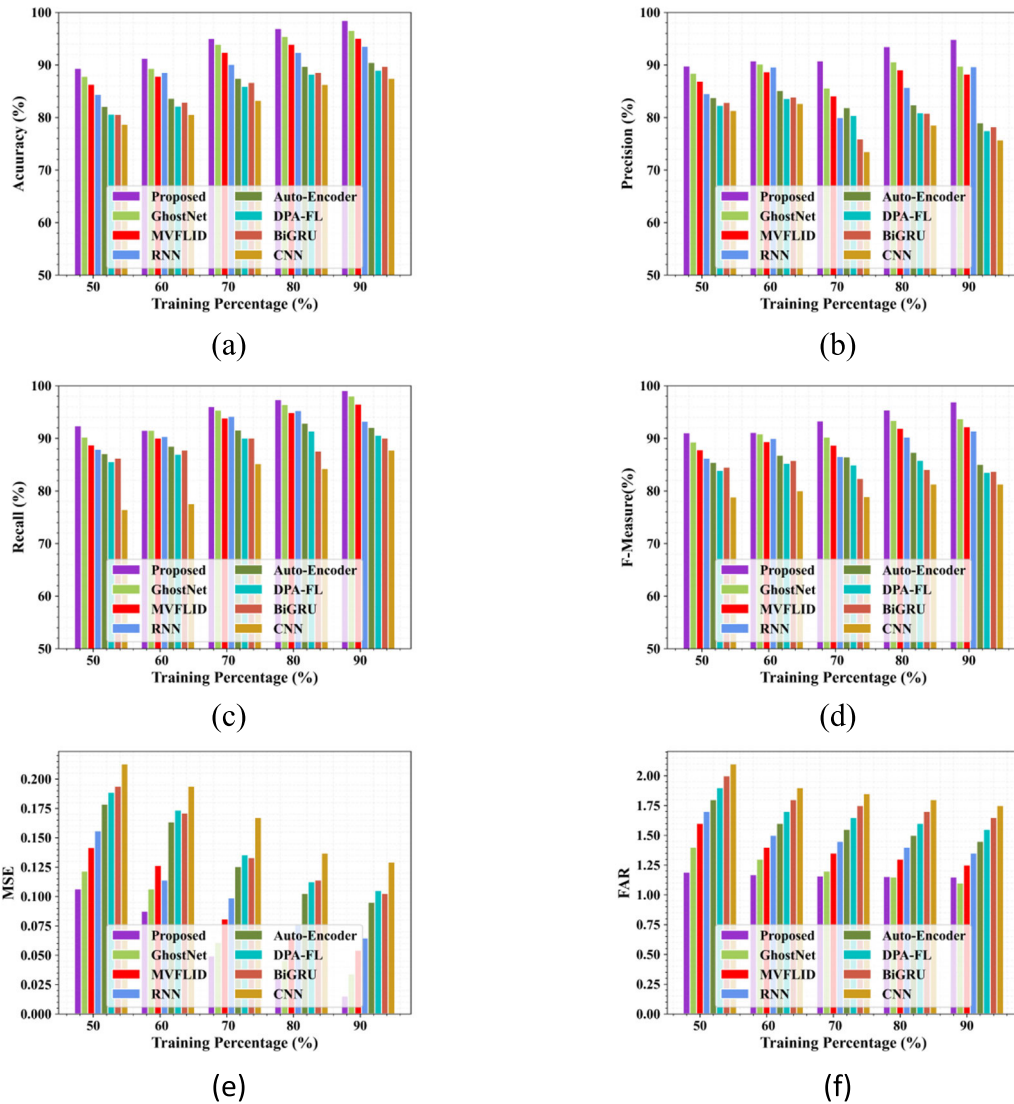 100
90
80
70
60
50
Acuuracy (%)
Proposed
GhostNet
MVFLID
RNN
Auto-Encoder
DPA-FL
BiGRU
CNN
50 60 70 80 90
Training Percentage (%)
(a)
100
90
80
70
60
50
Precision (%)
Proposed
GhostNet
MVFLID
RNN
Auto-Encoder
DPA-FL
BiGRU
CNN
50 60 70 80 90
Training Percentage (%)
(b)
100
90
80
70
60
50
Recall (%)
Proposed
GhostNet
MVFLID
RNN
Auto-Encoder
DPA-FL
BiGRU
CNN
50 60 70 80 90
Training Percentage (%)
(c)
100
90
80
70
60
50
F-Measure(%)
Proposed
GhostNet
MVFLID
RNN
Auto-Encoder
DPA-FL
BiGRU
CNN
50 60 70 80 90
Training Percentage (%)
(d)
0.200
0.175
0.150
0.125
0.100
0.075
0.050
0.025
0.000
MSE
Proposed
GhostNet
MVFLID
RNN
Auto-Encoder
DPA-FL
BiGRU
CNN
50 60 70 80 90
Training Percentage (%)
(e)
2.00
1.75
1.50
1.25
1.00
0.75
0.50
0.25
0.00
FAR
Proposed
GhostNet
MVFLID
RNN
Auto-Encoder
DPA-FL
BiGRU
CNN
50 60 70 80 90
Training Percentage (%)
(f)